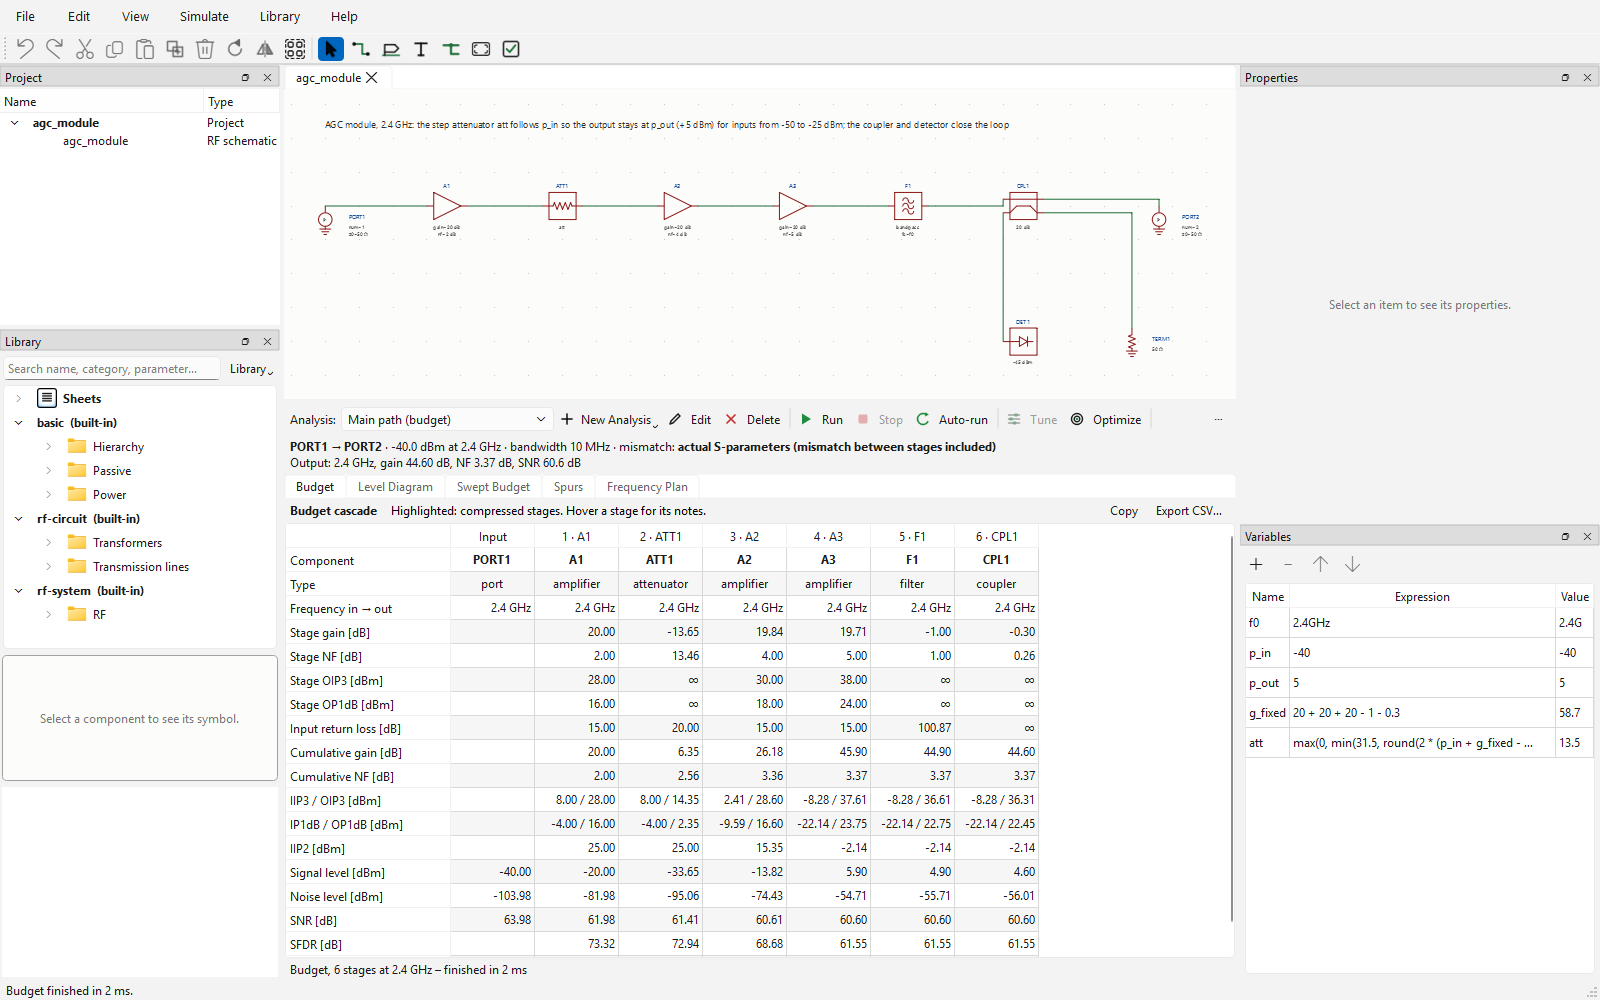 File Edit View Simulate Library Help
Project
Name Type
agc_module Project
agc_module RF schematic
Library
Search name, category, parameter... Library
Sheets
basic (built-in)
Hierarchy
Passive
Power
rf-circuit (built-in)
Transformers
Transmission lines
rf-system (built-in)
RF
Select a component to see its symbol.
agc_module
AGC module, 2.4 GHz: the step attenuator att follows p_in so the output stays at p_out (+5 dBm) for inputs from -50 to -25 dBm; the coupler and detector close the loop
A1 ATT1 A2 A3 F1 CPL1
PORT1 PORT2
att
20 dB
DET1
TERM1
50 Ω
Analysis: Main path (budget) New Analysis Edit Delete Run Stop Auto-run Tune Optimize ...
PORT1 → PORT2 · -40.0 dBm at 2.4 GHz · bandwidth 10 MHz · mismatch: actual S-parameters (mismatch between stages included)
Output: 2.4 GHz, gain 44.60 dB, NF 3.37 dB, SNR 60.6 dB
Budget Level Diagram Swept Budget Spurs Frequency Plan
Budget cascade Highlighted: compressed stages. Hover a stage for its notes. Copy Export CSV...
Input 1 · A1 2 · ATT1 3 · A2 4 · A3 5 · F1 6 · CPL1
Component PORT1 A1 ATT1 A2 A3 F1 CPL1
Type port amplifier attenuator amplifier amplifier filter coupler
Frequency in → out 2.4 GHz 2.4 GHz 2.4 GHz 2.4 GHz 2.4 GHz 2.4 GHz 2.4 GHz
Stage gain [dB] 20.00 -13.65 19.84 19.71 -1.00 -0.30
Stage NF [dB] 2.00 13.46 4.00 5.00 1.00 0.26
Stage OIP3 [dBm] 28.00 ∞ 30.00 38.00 ∞ ∞
Stage OP1dB [dBm] 16.00 ∞ 18.00 24.00 ∞ ∞
Input return loss [dB] 15.00 20.00 15.00 15.00 100.87 ∞
Cumulative gain [dB] 20.00 6.35 26.18 45.90 44.90 44.60
Cumulative NF [dB] 2.00 2.56 3.36 3.37 3.37 3.37
IIP3 / OIP3 [dBm] 8.00 / 28.00 8.00 / 14.35 2.41 / 28.60 -8.28 / 37.61 -8.28 / 36.61 -8.28 / 36.31
IP1dB / OP1dB [dBm] -4.00 / 16.00 -4.00 / 2.35 -9.59 / 16.60 -22.14 / 23.75 -22.14 / 22.75 -22.14 / 22.45
IIP2 [dBm] 25.00 25.00 15.35 -2.14 -2.14 -2.14
Signal level [dBm] -40.00 -20.00 -33.65 -13.82 5.90 4.90 4.60
Noise level [dBm] -103.98 -81.98 -95.06 -74.43 -54.71 -55.71 -56.01
SNR [dB] 63.98 61.98 61.41 60.61 60.60 60.60 60.60
SFDR [dB] 73.32 72.94 68.68 61.55 61.55 61.55
Budget, 6 stages at 2.4 GHz – finished in 2 ms
Properties
Select an item to see its properties.
Variables
Name Expression Value
f0 2.4GHz 2.4G
p_in -40 -40
p_out 5 5
g_fixed 20 + 20 + 20 - 1 - 0.3 58.7
att max(0, min(31.5, round(2 * (p_in + g_fixed - ... 13.5
Budget finished in 2 ms.